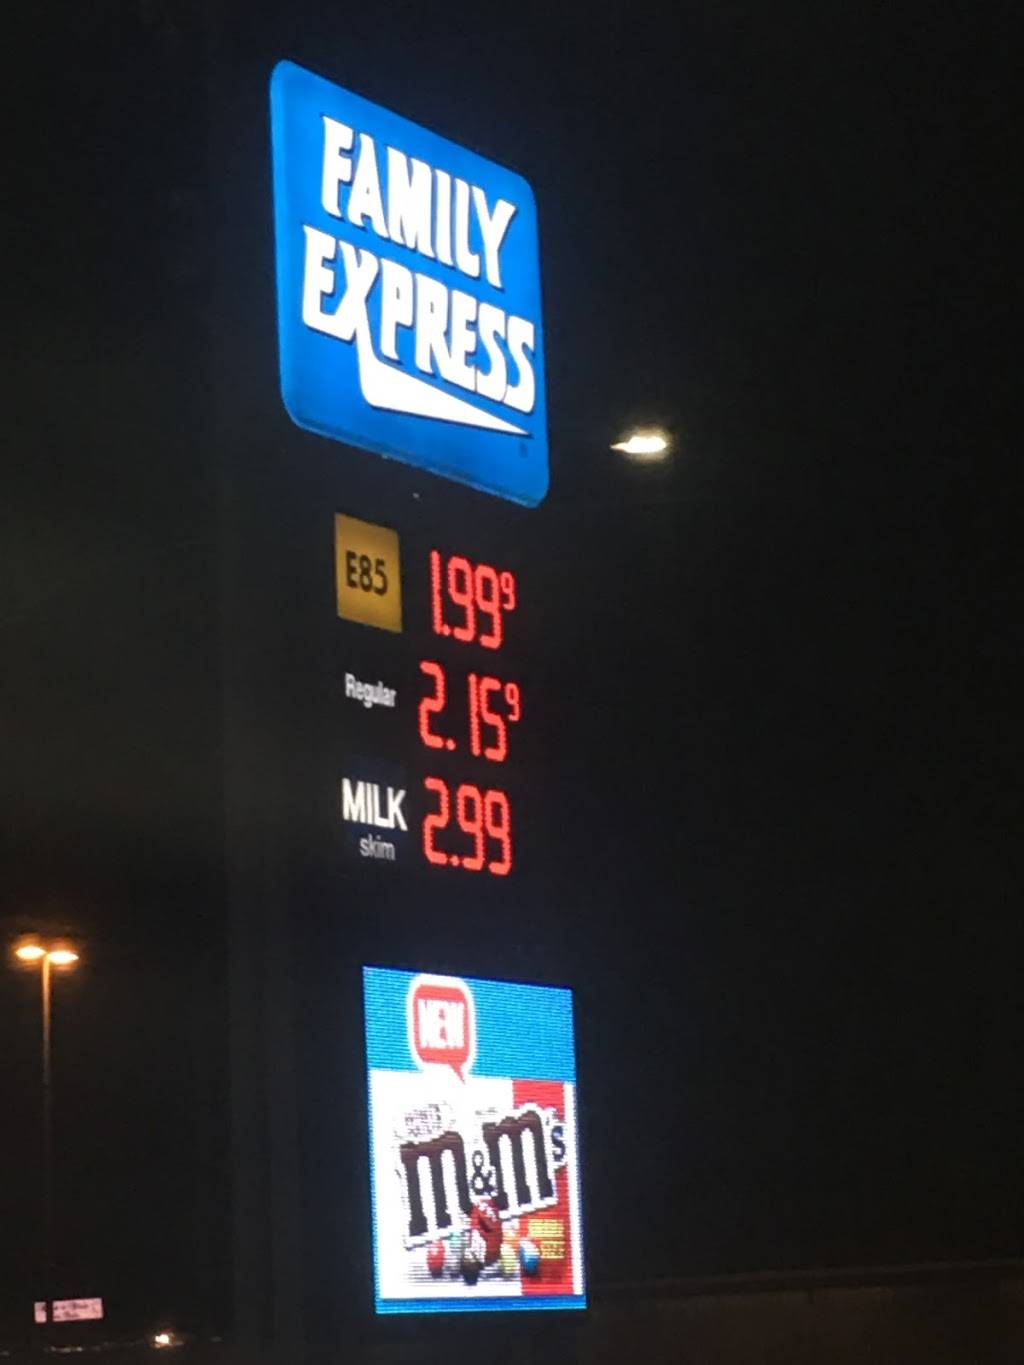 FAMILY
EXPRESS
E85 1.99 9
Regular 2.15 9
MILK 2.99
skim
NEW
m&m's